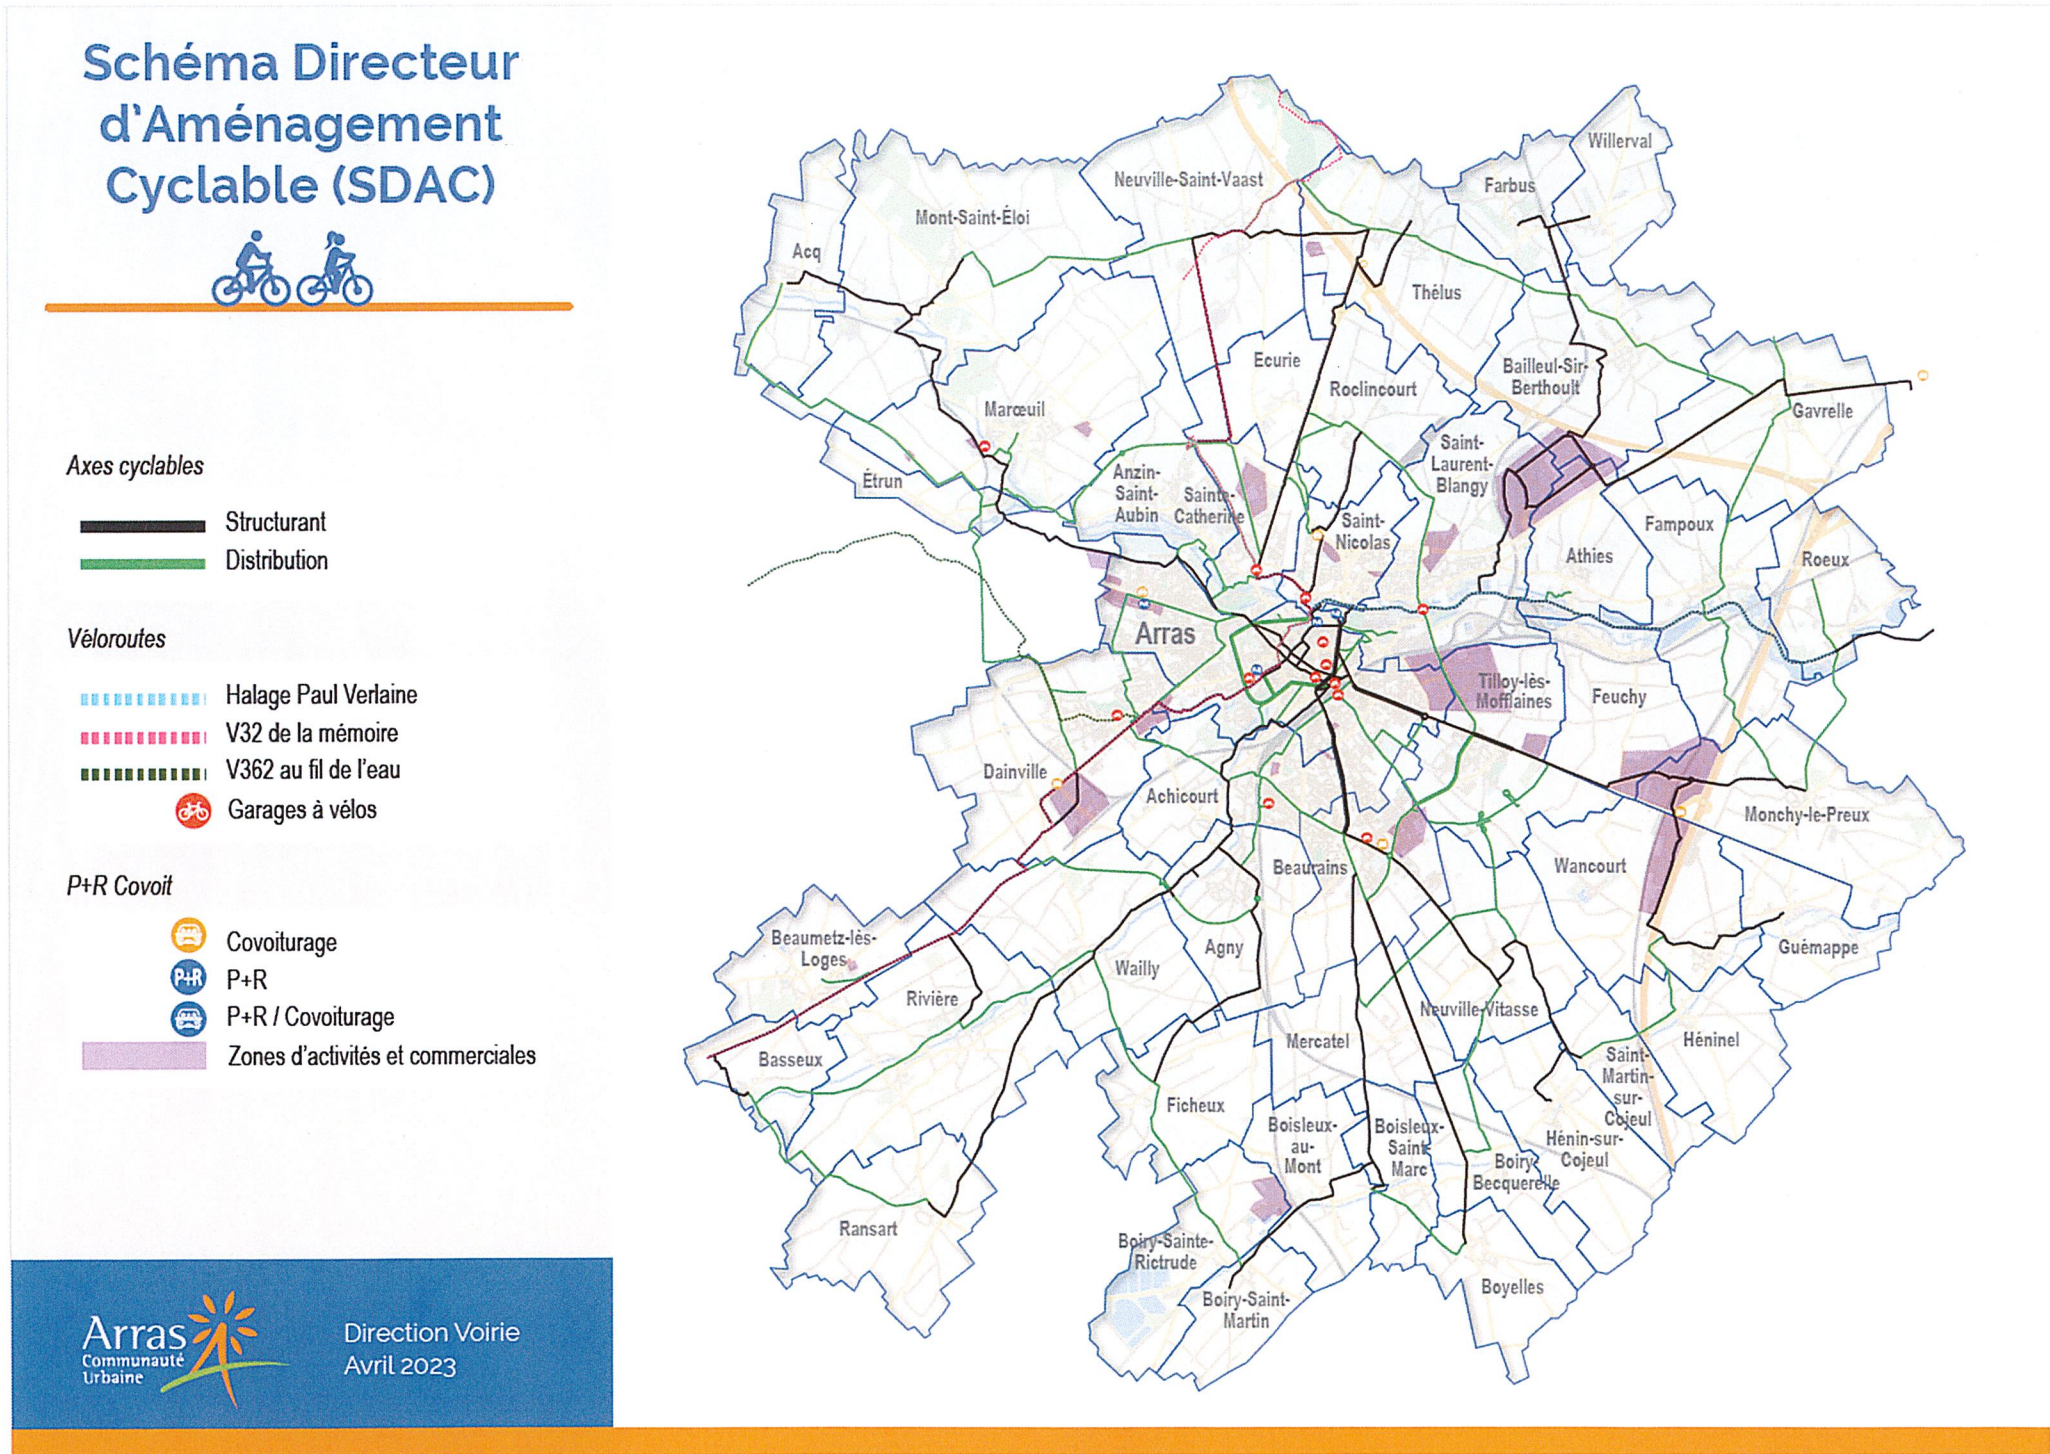 Schéma Directeur
d'Aménagement
Cyclable (SDAC)
Axes cyclables
Structurant
Distribution
Véloroutes
Halage Paul Verlaine
V32 de la mémoire
V362 au fil de l'eau
Garages à vélos
P+R Covoit
Covoiturage
P+R
P+R
P+R / Covoiturage
Zones d'activités et commerciales
Arras
Communauté
Urbaine
Direction Voirie
Avril 2023
Willerval
Neuville-Saint-Vaast
Farbus
Mont-Saint-Éloi
Acq
Thélus
Ecurie
Bailleul-Sir-
Berthoult
Roclincourt
Marœuil
Gavrelle
Saint-
Laurent-
Blangy
Étrun
Anzin-
Saint-
Aubin
Sainte-
Catherine
Saint-
Nicolas
Fampoux
Athies
Roeux
Arras
Tilloy-lès-
Mofflaines
Feuchy
Dainville
Achicourt
Monchy-le-Preux
Beaurains
Wancourt
Beaumetz-lès-
Loges
Agny
Wailly
Guémappe
Rivière
Neuville-Vitasse
Mercatel
Héninel
Basseux
Saint-
Martin-
sur-
Cojeul
Ficheux
Boisleux-
au-
Mont
Boisleux-
Saint-
Marc
Hénin-sur-
Cojeul
Boiry-
Becquerelle
Ransart
Boiry-Sainte-
Rictrude
Boiry-Saint-
Martin
Boyelles